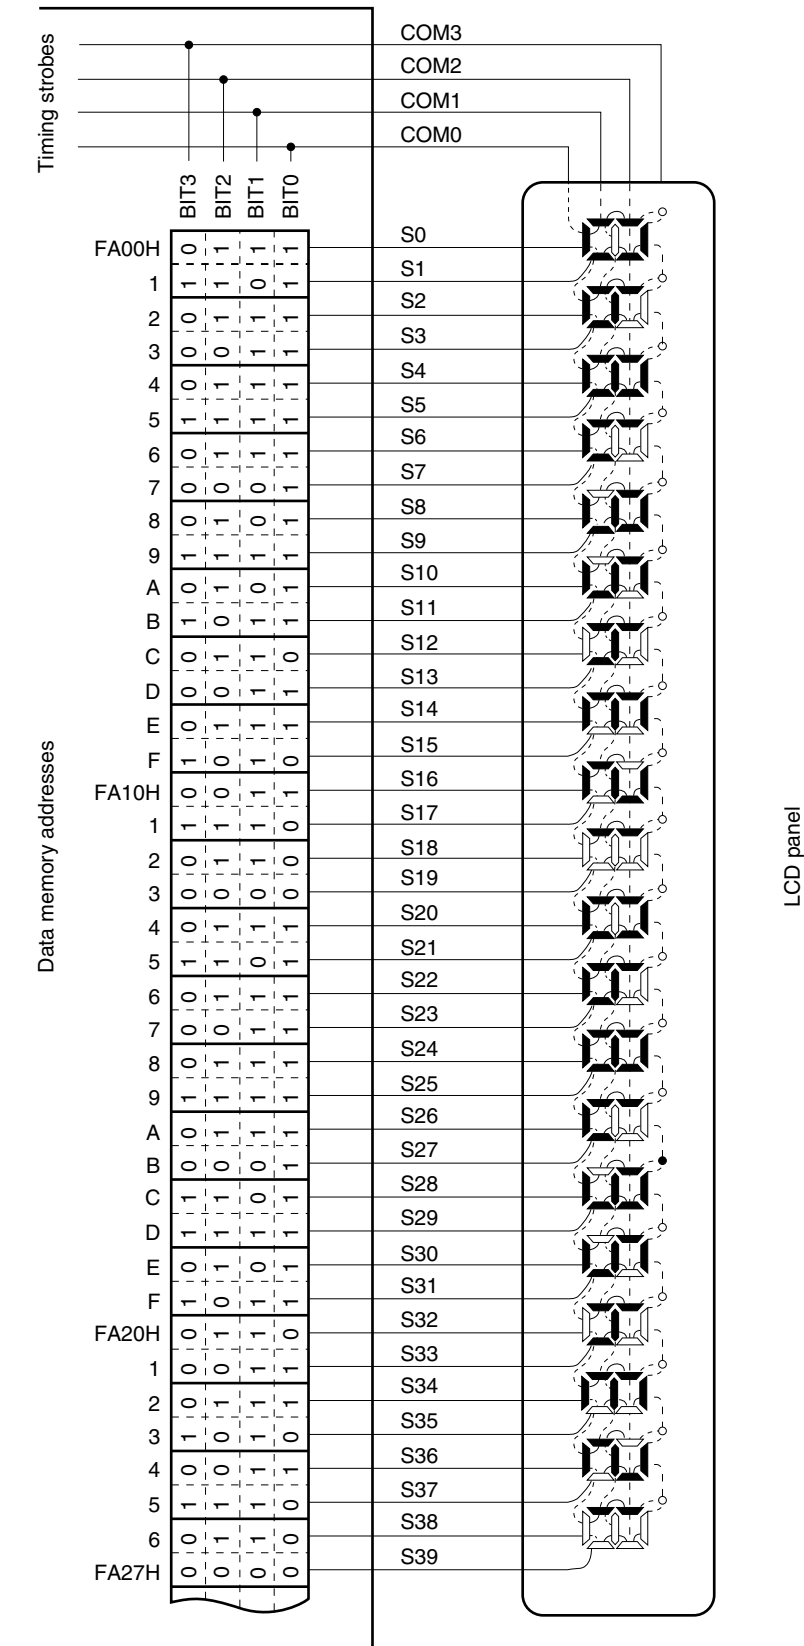 Timing strobes
COM3
COM2
COM1
COM0
BIT3 BIT2 BIT1 BIT0
FA00H 0 1 1 1 S0
1 1 1 0 1 S1
2 0 1 1 1 S2
3 0 0 1 1 S3
4 0 1 1 1 S4
5 1 1 1 1 S5
6 0 1 1 1 S6
7 0 0 0 1 S7
8 0 1 0 1 S8
9 1 1 1 1 S9
A 0 1 0 1 S10
B 1 0 1 1 S11
C 0 1 1 0 S12
D 0 0 1 1 S13
E 0 1 1 1 S14
F 1 0 1 0 S15
FA10H 0 0 1 1 S16
1 1 1 1 0 S17
2 0 1 1 0 S18
3 0 0 0 0 S19
4 0 1 1 1 S20
5 1 1 0 1 S21
6 0 1 1 1 S22
7 0 0 1 1 S23
8 0 1 1 1 S24
9 1 1 1 1 S25
A 0 1 1 1 S26
B 0 0 0 1 S27
C 1 1 0 1 S28
D 1 1 1 1 S29
E 0 1 0 1 S30
F 1 0 1 1 S31
FA20H 0 1 1 0 S32
1 0 0 1 1 S33
2 0 1 1 1 S34
3 1 0 1 0 S35
4 0 0 1 1 S36
5 1 1 1 0 S37
6 0 1 1 0 S38
FA27H 0 0 0 0 S39
Data memory addresses
LCD panel